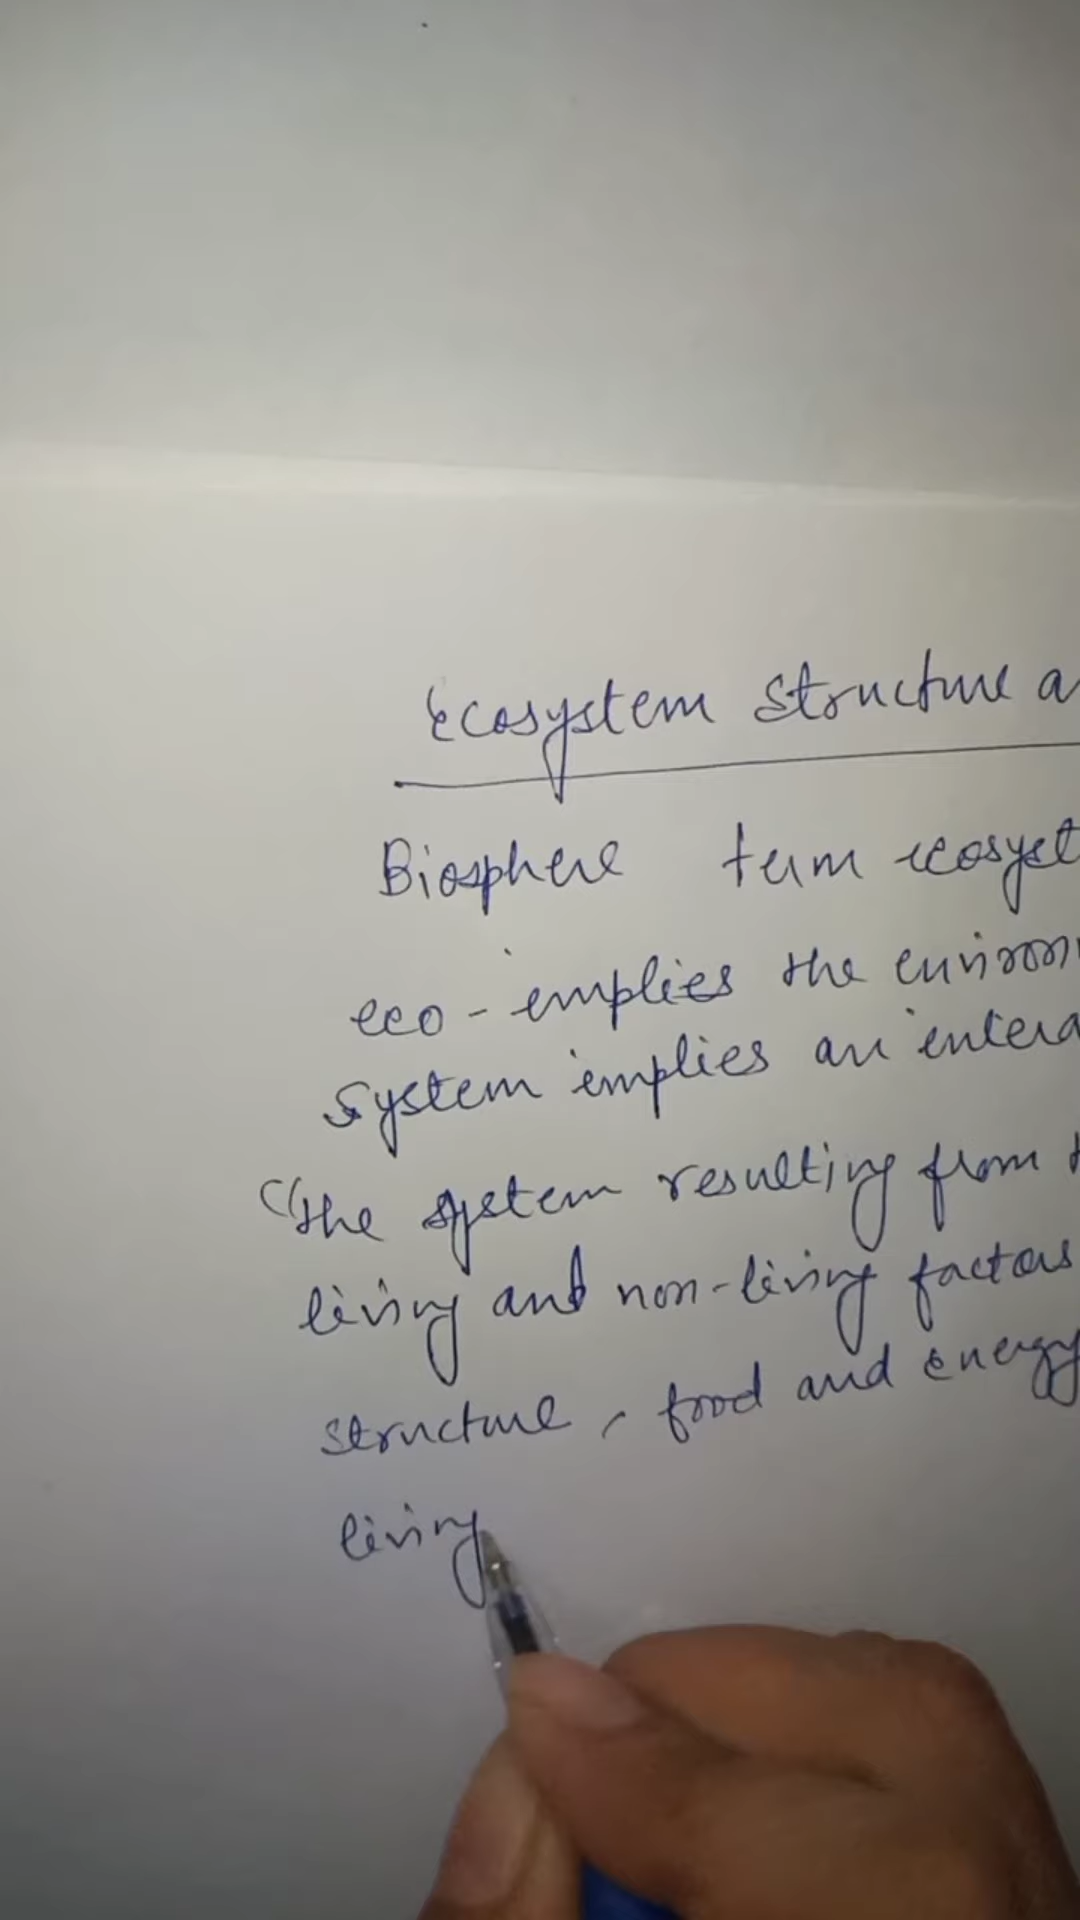 Ecosystem structure a
Biosphere term ecosyst
eco - implies the environ
system implies an intera
"the system resulting from t
living and non-living factors
structure, food and energy
living